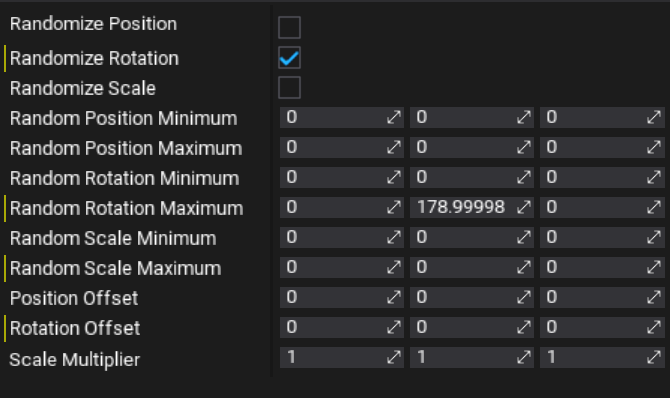 Randomize Position
Randomize Rotation
Randomize Scale
Random Position Minimum 0 0 0
Random Position Maximum 0 0 0
Random Rotation Minimum 0 0 0
Random Rotation Maximum 0 178.99998 0
Random Scale Minimum 0 0 0
Random Scale Maximum 0 0 0
Position Offset 0 0 0
Rotation Offset 0 0 0
Scale Multiplier 1 1 1